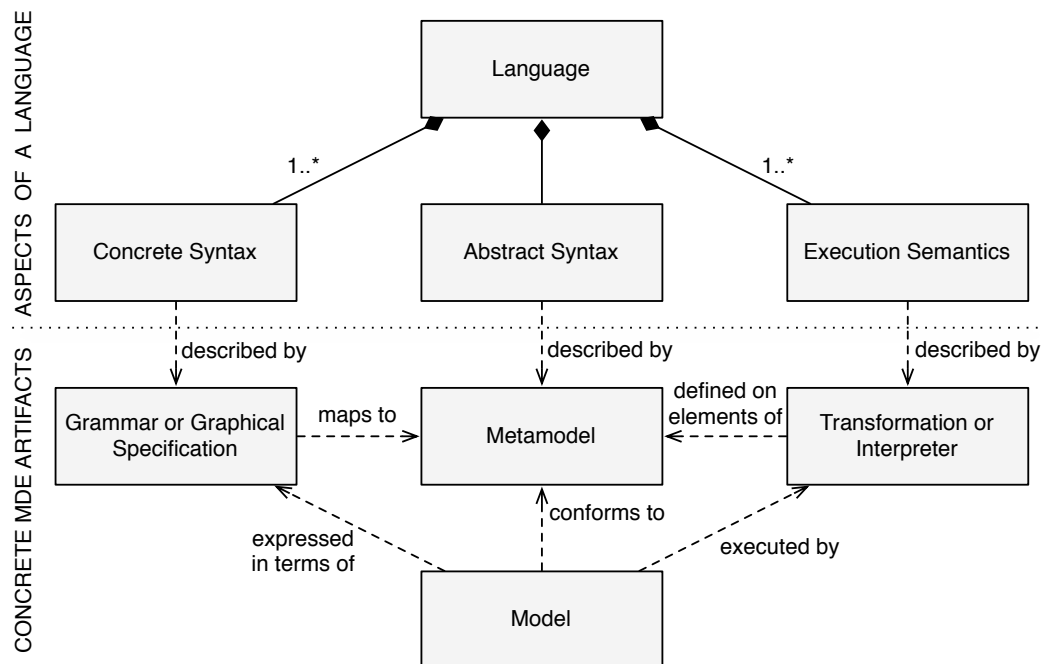 ASPECTS OF A LANGUAGE
Language
1..*
1..*
Concrete Syntax
Abstract Syntax
Execution Semantics
described by
described by
described by
CONCRETE MDE ARTIFACTS
Grammar or Graphical
Specification
maps to
Metamodel
defined on
elements of
Transformation or
Interpreter
expressed
in terms of
conforms to
executed by
Model